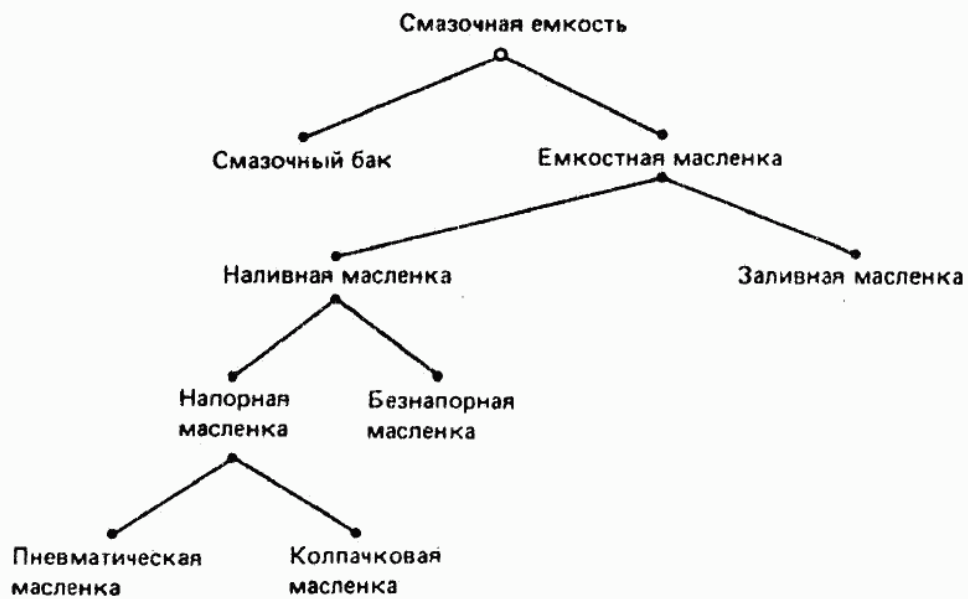 Смазочная емкость
Смазочный бак
Емкостная масленка
Наливная масленка
Заливная масленка
Напорная
масленка
Безнапорная
масленка
Пневматическая
масленка
Колпачковая
масленка